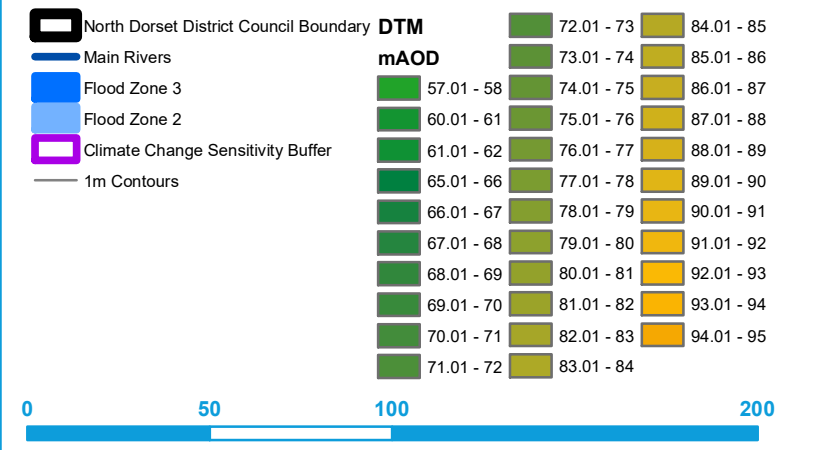 North Dorset District Council Boundary
Main Rivers
Flood Zone 3
Flood Zone 2
Climate Change Sensitivity Buffer
1m Contours
DTM
mAOD
57.01 - 58
60.01 - 61
61.01 - 62
65.01 - 66
66.01 - 67
67.01 - 68
68.01 - 69
69.01 - 70
70.01 - 71
71.01 - 72
72.01 - 73
73.01 - 74
74.01 - 75
75.01 - 76
76.01 - 77
77.01 - 78
78.01 - 79
79.01 - 80
80.01 - 81
81.01 - 82
82.01 - 83
83.01 - 84
84.01 - 85
85.01 - 86
86.01 - 87
87.01 - 88
88.01 - 89
89.01 - 90
90.01 - 91
91.01 - 92
92.01 - 93
93.01 - 94
94.01 - 95
0 50 100 200